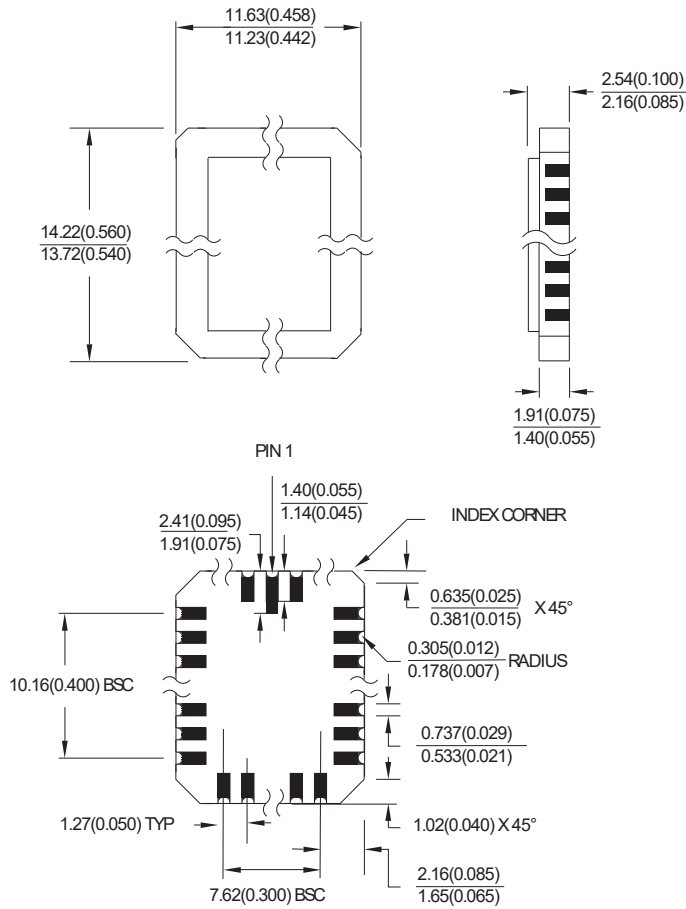 11.63(0.458)
11.23(0.442)
2.54(0.100)
2.16(0.085)
14.22(0.560)
13.72(0.540)
1.91(0.075)
1.40(0.055)
PIN 1
1.40(0.055)
1.14(0.045)
2.41(0.095)
1.91(0.075)
INDEX CORNER
0.635(0.025)
0.381(0.015) X 45°
0.305(0.012)
0.178(0.007) RADIUS
10.16(0.400) BSC
0.737(0.029)
0.533(0.021)
1.27(0.050) TYP
1.02(0.040) X 45°
7.62(0.300) BSC
2.16(0.085)
1.65(0.065)